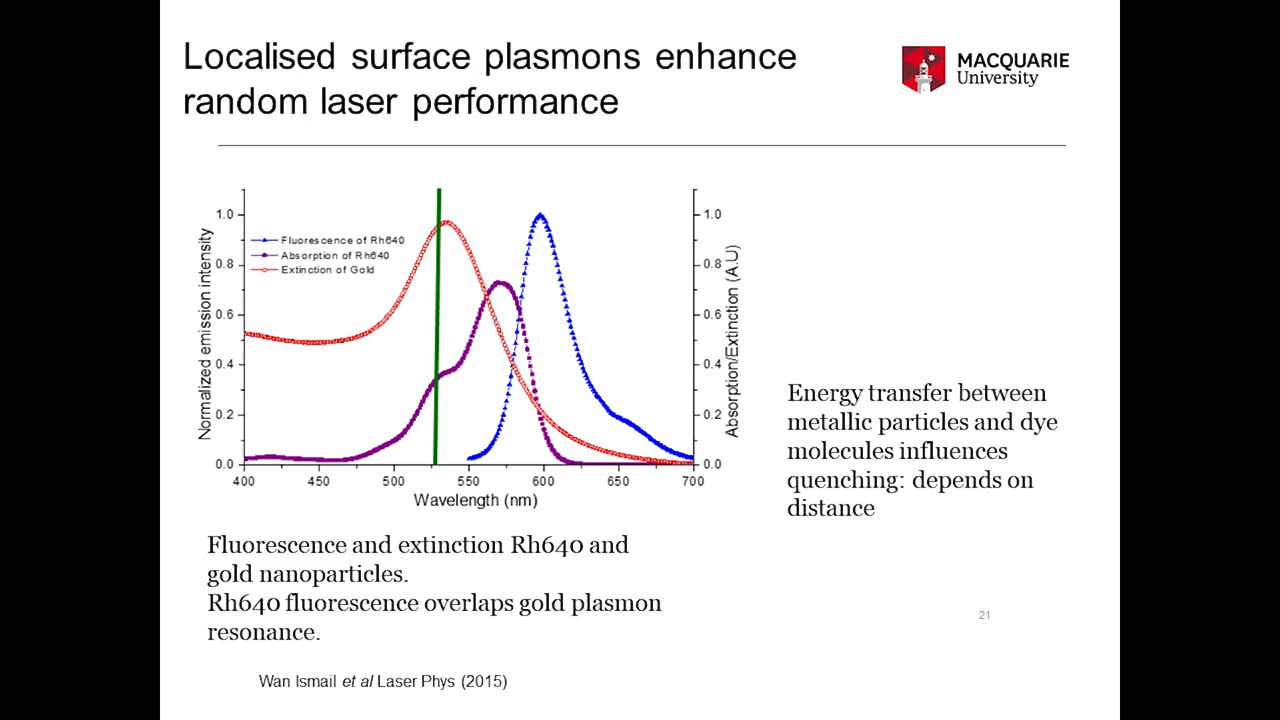 Localised surface plasmons enhance
random laser performance
MACQUARIE
University
Normalized emission intensity
1.0
0.8
0.6
0.4
0.2
0.0
Fluorescence of Rh640
Absorption of Rh640
Extinction of Gold
1.0
0.8
0.6
0.4
0.2
0.0
Absorption/Extinction (A.U)
400 450 500 550 600 650 700
Wavelength (nm)
Energy transfer between
metallic particles and dye
molecules influences
quenching: depends on
distance
Fluorescence and extinction Rh640 and
gold nanoparticles.
Rh640 fluorescence overlaps gold plasmon
resonance.
21
Wan Ismail et al Laser Phys (2015)